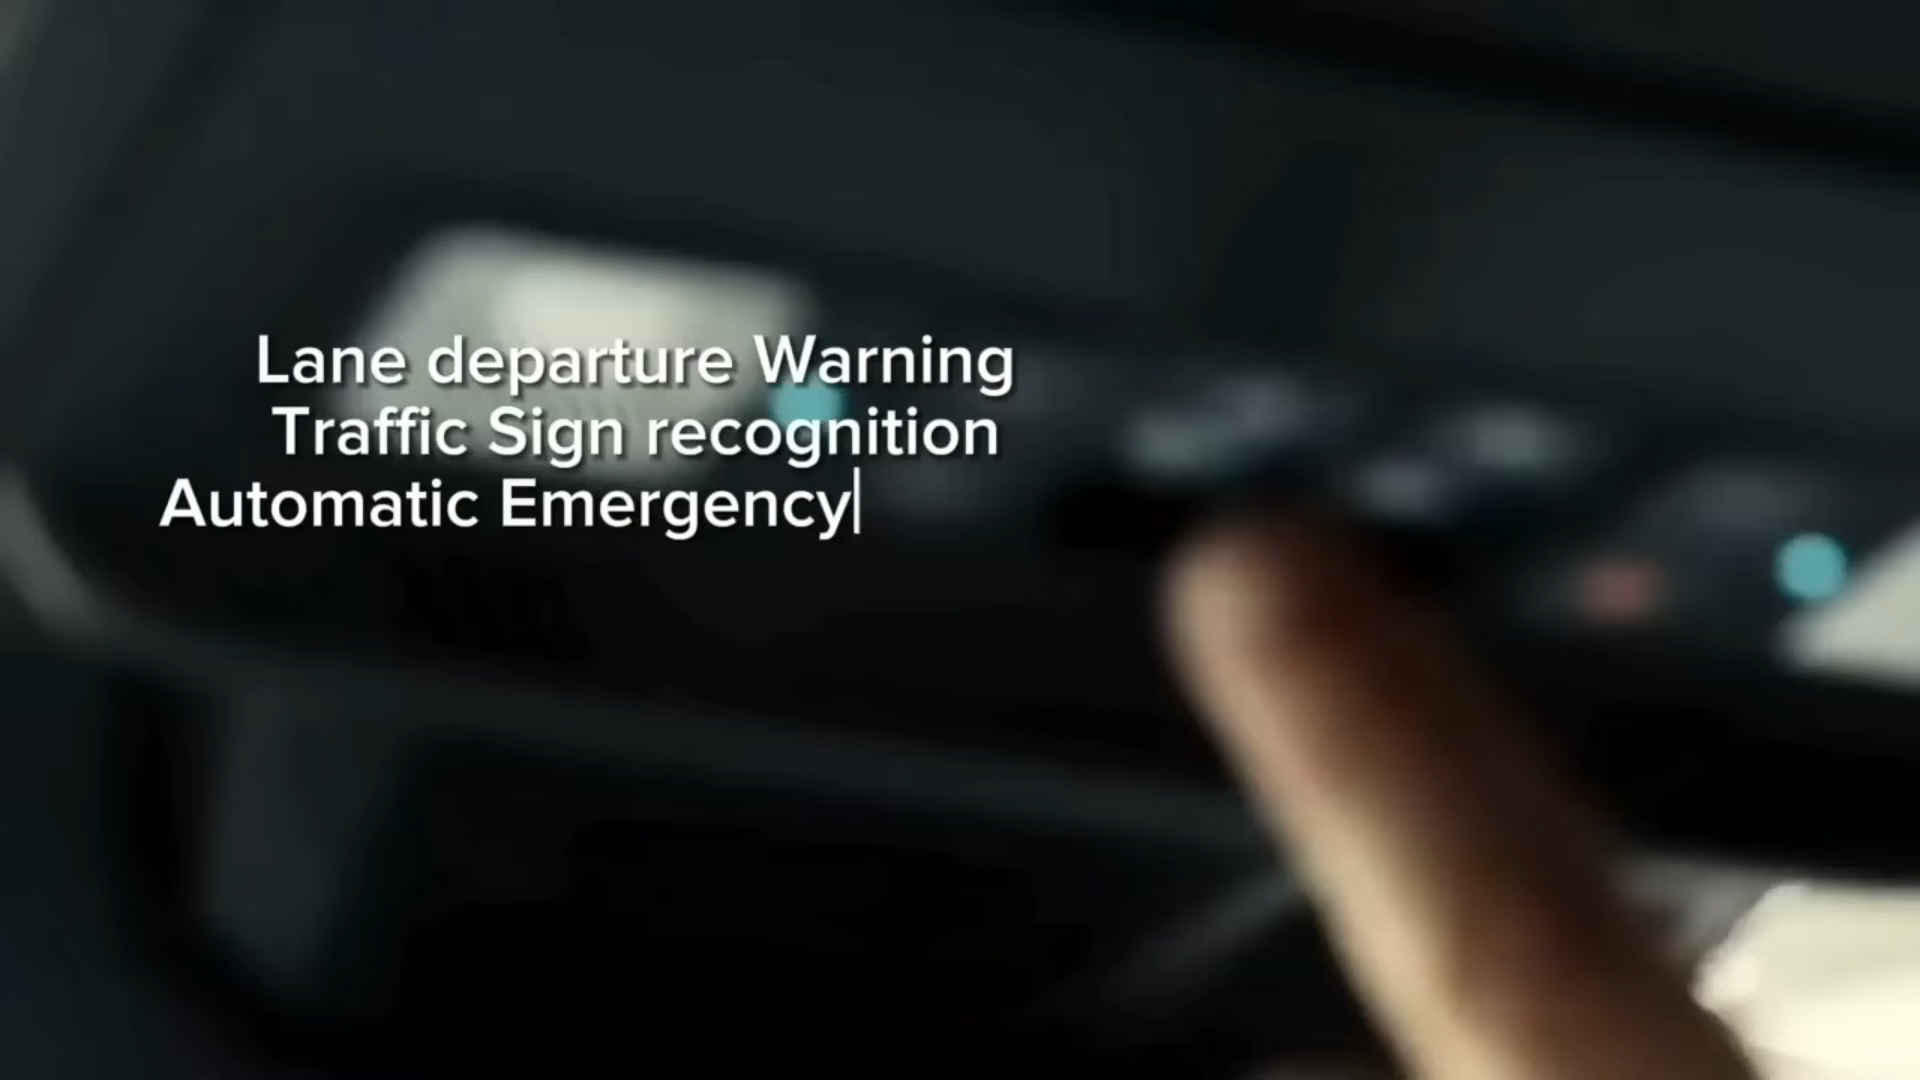 Lane departure Warning
Traffic Sign recognition
Automatic Emergency